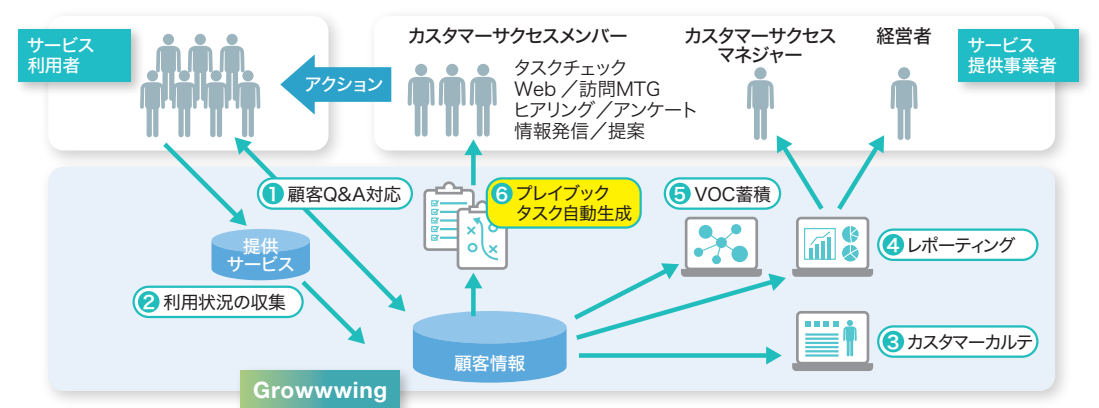 サービス
利用者
アクション
カスタマーサクセスメンバー
タスクチェック
Web／訪問MTG
ヒアリング／アンケート
情報発信／提案
カスタマーサクセス
マネジャー
経営者
サービス
提供事業者
① 顧客Q&A対応
⑥ プレイブック
タスク自動生成
⑤ VOC蓄積
④ レポーティング
提供
サービス
② 利用状況の収集
③ カスタマーカルテ
顧客情報
Growwwing